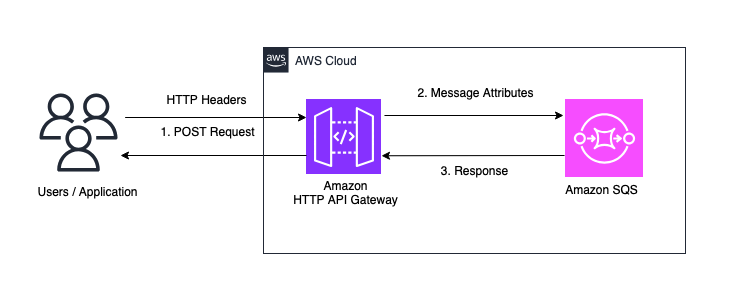 aws
AWS Cloud
HTTP Headers
2. Message Attributes
1. POST Request
</>
3. Response
Users / Application
Amazon
HTTP API Gateway
Amazon SQS